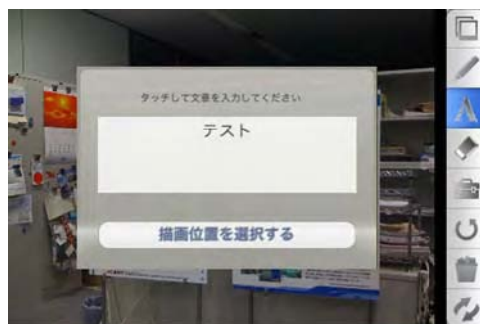 タッチして文章を入力してください
テスト
描画位置を選択する